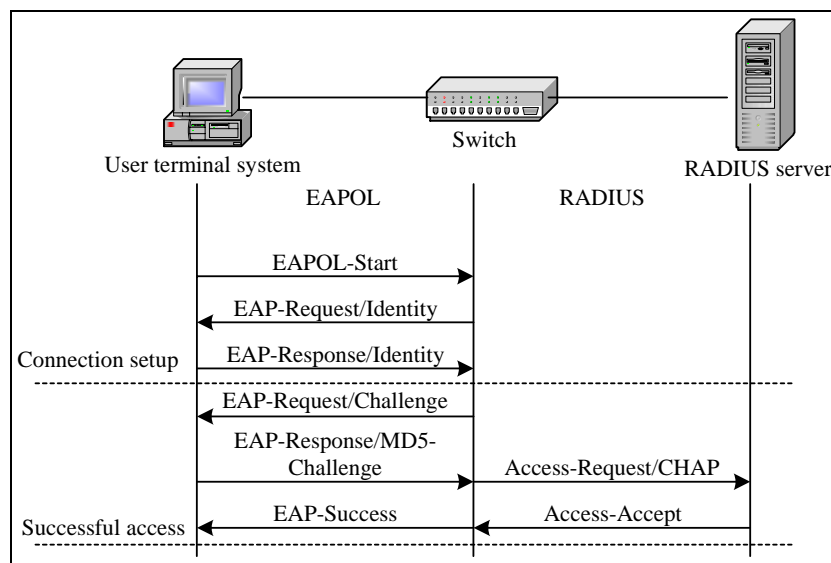 Switch
User terminal system
RADIUS server
EAPOL
RADIUS
EAPOL-Start
EAP-Request/Identity
Connection setup
EAP-Response/Identity
EAP-Request/Challenge
EAP-Response/MD5-
Challenge
Access-Request/CHAP
Successful access
EAP-Success
Access-Accept